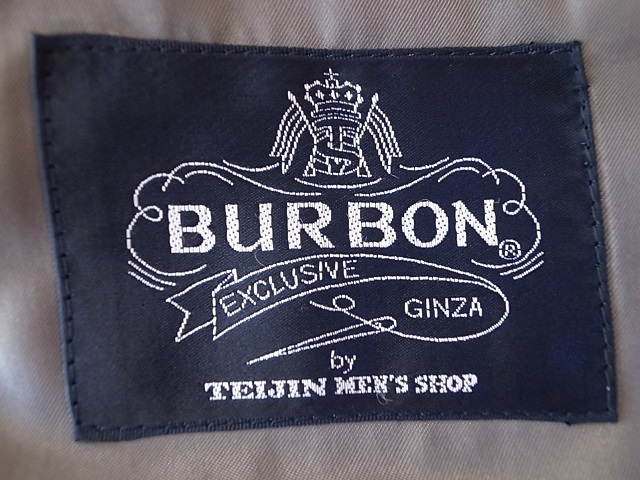 BURBON®
EXCLUSIVE
GINZA
by
TEIJIN MEN'S SHOP